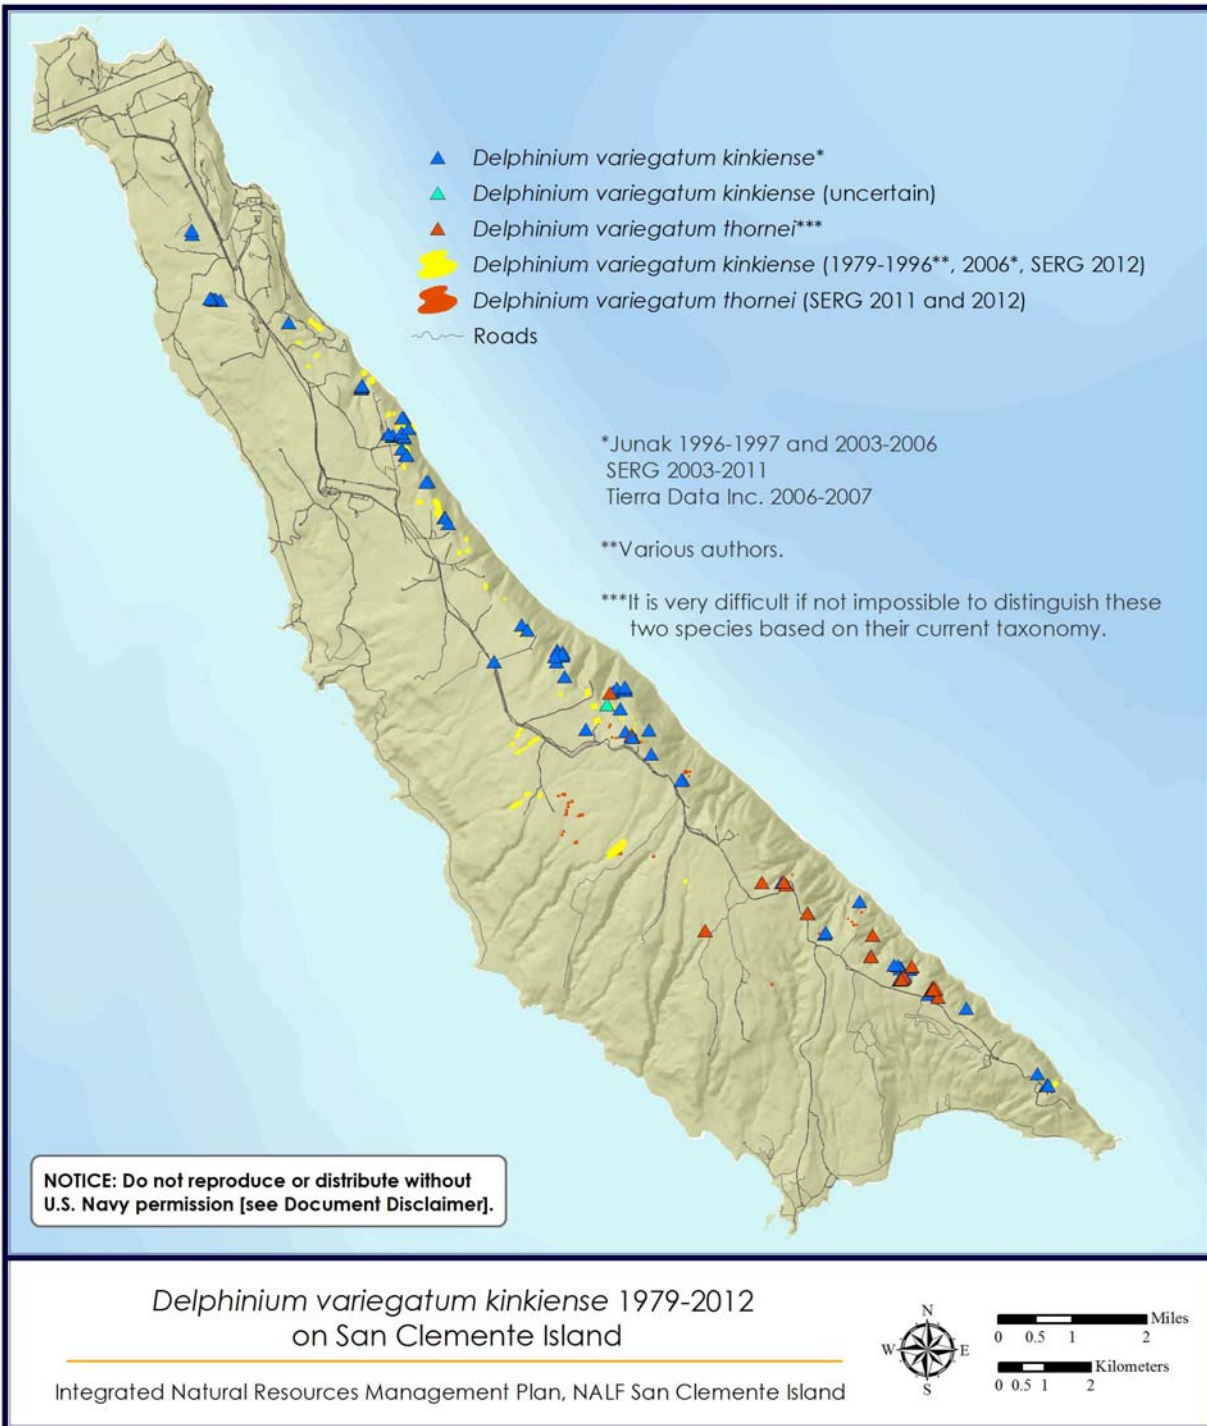 Delphinium variegatum kinkiense*
Delphinium variegatum kinkiense (uncertain)
Delphinium variegatum thornei***
Delphinium variegatum kinkiense (1979-1996**, 2006*, SERG 2012)
Delphinium variegatum thornei (SERG 2011 and 2012)
Roads
*Junak 1996-1997 and 2003-2006
SERG 2003-2011
Tierra Data Inc. 2006-2007
**Various authors.
***It is very difficult if not impossible to distinguish these
two species based on their current taxonomy.
NOTICE: Do not reproduce or distribute without
U.S. Navy permission [see Document Disclaimer].
Delphinium variegatum kinkiense 1979-2012
on San Clemente Island
Integrated Natural Resources Management Plan, NALF San Clemente Island
N
W E
S
Miles
0 0.5 1 2
Kilometers
0 0.5 1 2